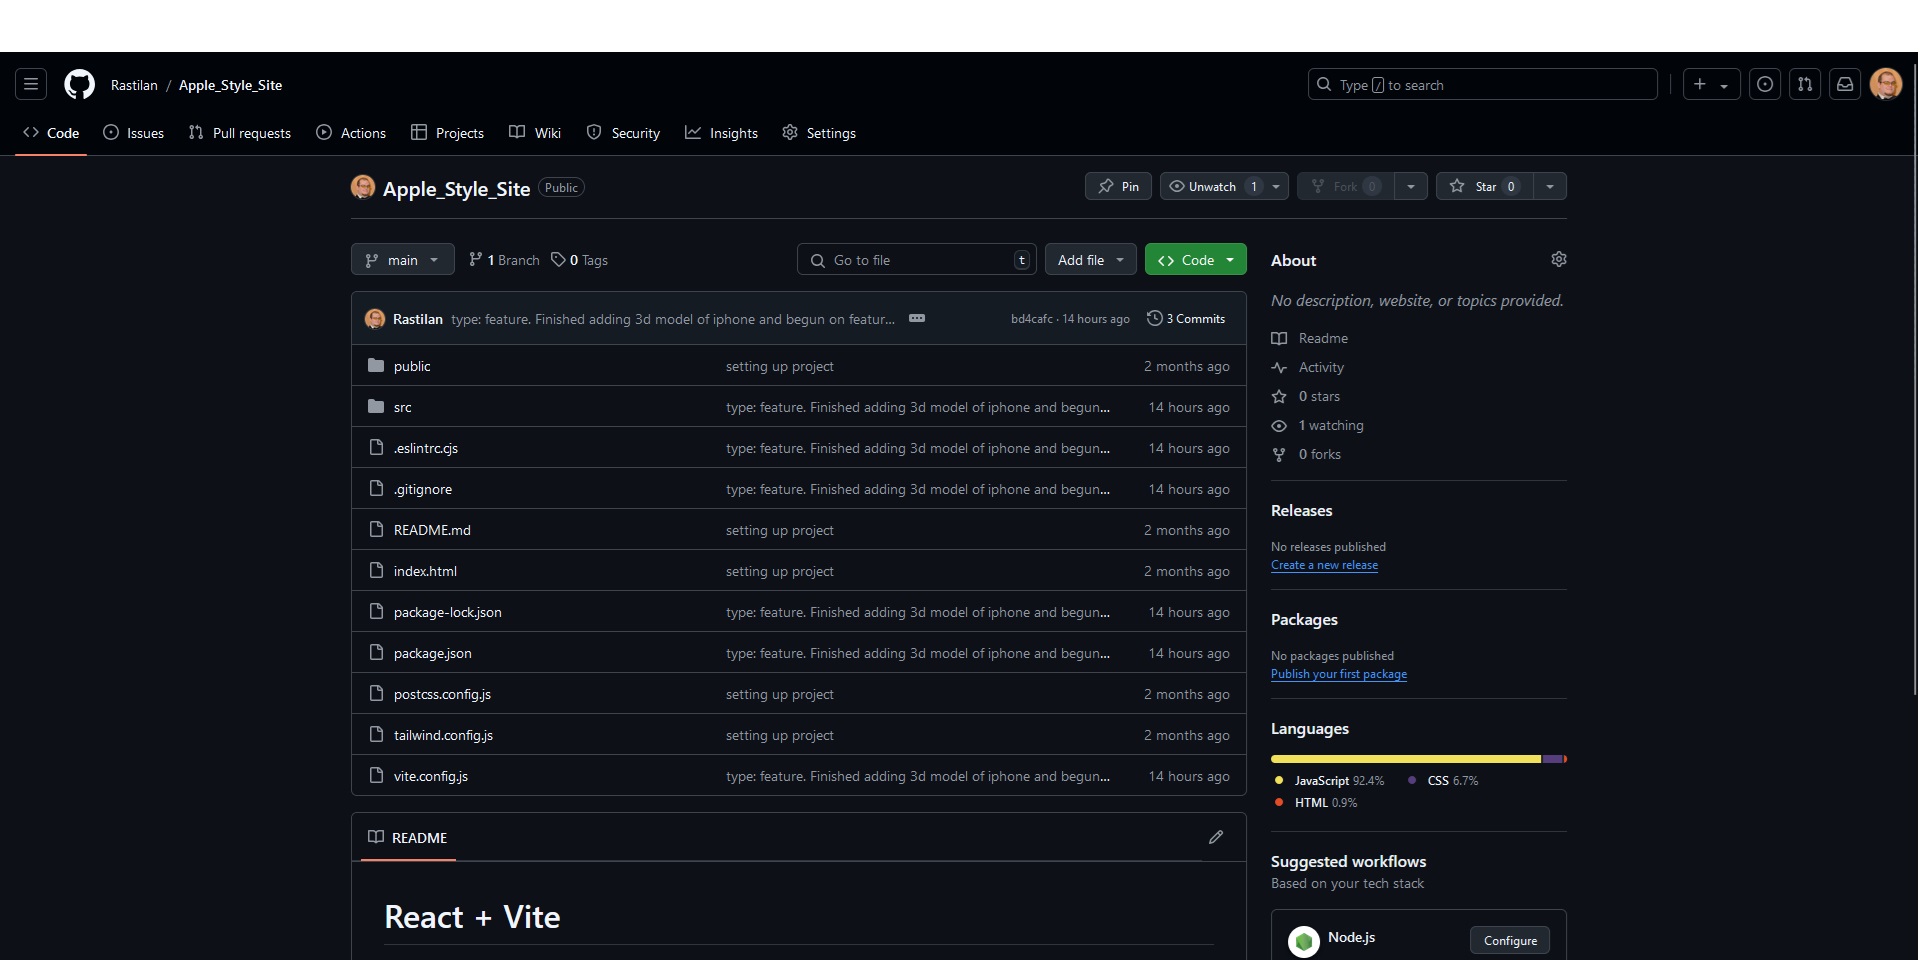 Rastilan / Apple_Style_Site
Type / to search
Code Issues Pull requests Actions Projects Wiki Security Insights Settings
Apple_Style_Site Public
Pin Unwatch 1 Fork 0 Star 0
main 1 Branch 0 Tags Go to file t Add file Code
Rastilan type: feature. Finished adding 3d model of iphone and begun on featur... bd4cafc · 14 hours ago 3 Commits
public setting up project 2 months ago
src type: feature. Finished adding 3d model of iphone and begun... 14 hours ago
.eslintrc.cjs type: feature. Finished adding 3d model of iphone and begun... 14 hours ago
.gitignore type: feature. Finished adding 3d model of iphone and begun... 14 hours ago
README.md setting up project 2 months ago
index.html setting up project 2 months ago
package-lock.json type: feature. Finished adding 3d model of iphone and begun... 14 hours ago
package.json type: feature. Finished adding 3d model of iphone and begun... 14 hours ago
postcss.config.js setting up project 2 months ago
tailwind.config.js setting up project 2 months ago
vite.config.js type: feature. Finished adding 3d model of iphone and begun... 14 hours ago
README
React + Vite
About
No description, website, or topics provided.
Readme
Activity
0 stars
1 watching
0 forks
Releases
No releases published
Create a new release
Packages
No packages published
Publish your first package
Languages
JavaScript 92.4% CSS 6.7%
HTML 0.9%
Suggested workflows
Based on your tech stack
Node.js Configure